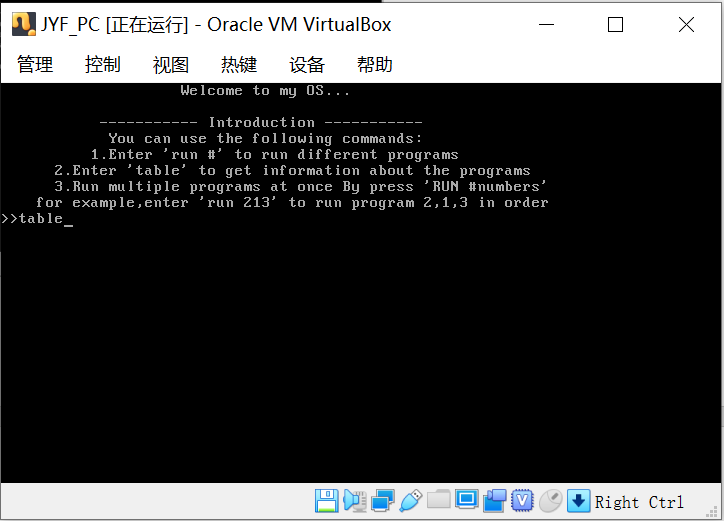 JYF_PC [正在运行] - Oracle VM VirtualBox
管理 控制 视图 热键 设备 帮助
Welcome to my OS...
----------- Introduction -----------
You can use the following commands:
1.Enter 'run #' to run different programs
2.Enter 'table' to get information about the programs
3.Run multiple programs at once By press 'RUN #numbers'
for example,enter 'run 213' to run program 2,1,3 in order
>>table_
Right Ctrl